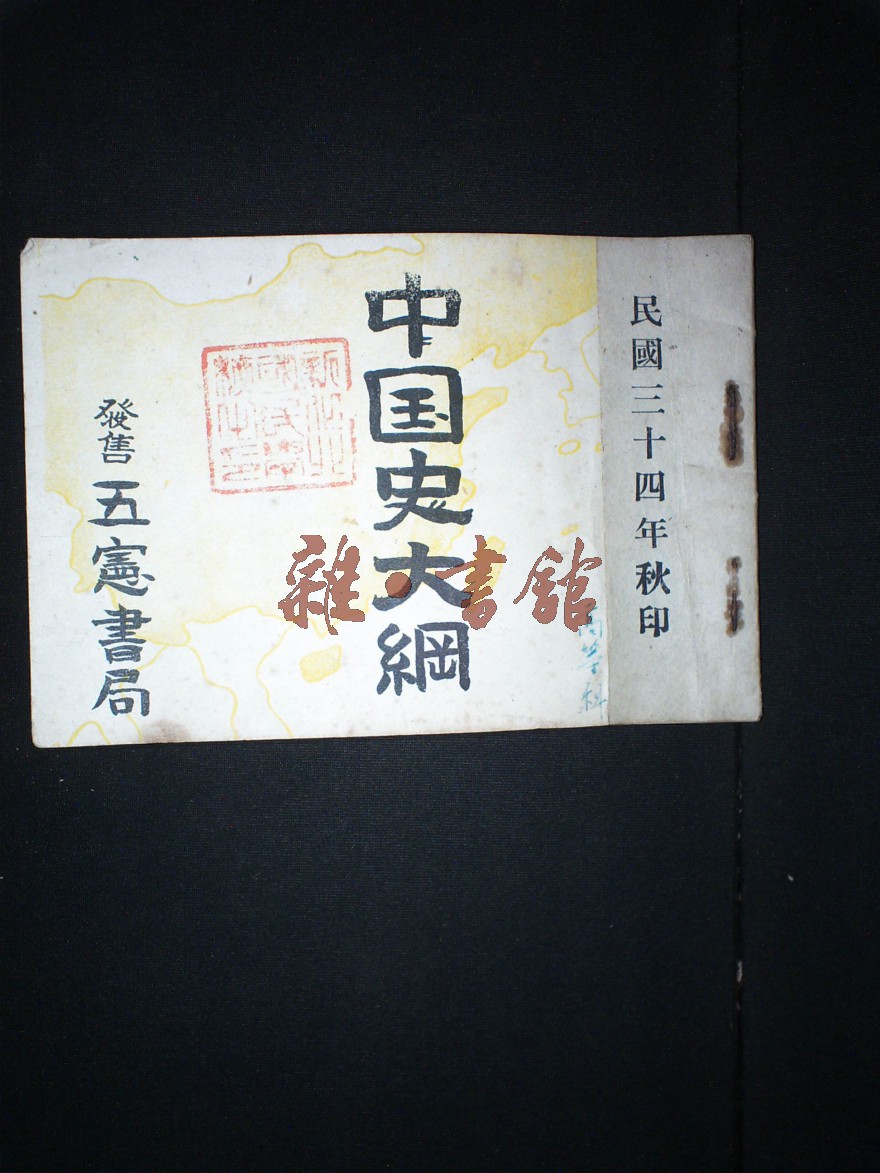 民國三十四年秋印
中国史大綱
發售 五憲書局
雜·書館